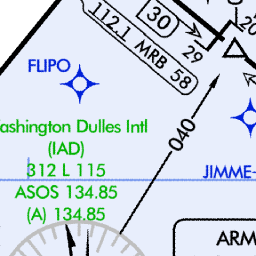 112.1 MRB 58
30
29
20
FLIPO
040
ashington Dulles Intl
(IAD)
312 L 115
JIMME
ASOS 134.85
(A) 134.85
ARM